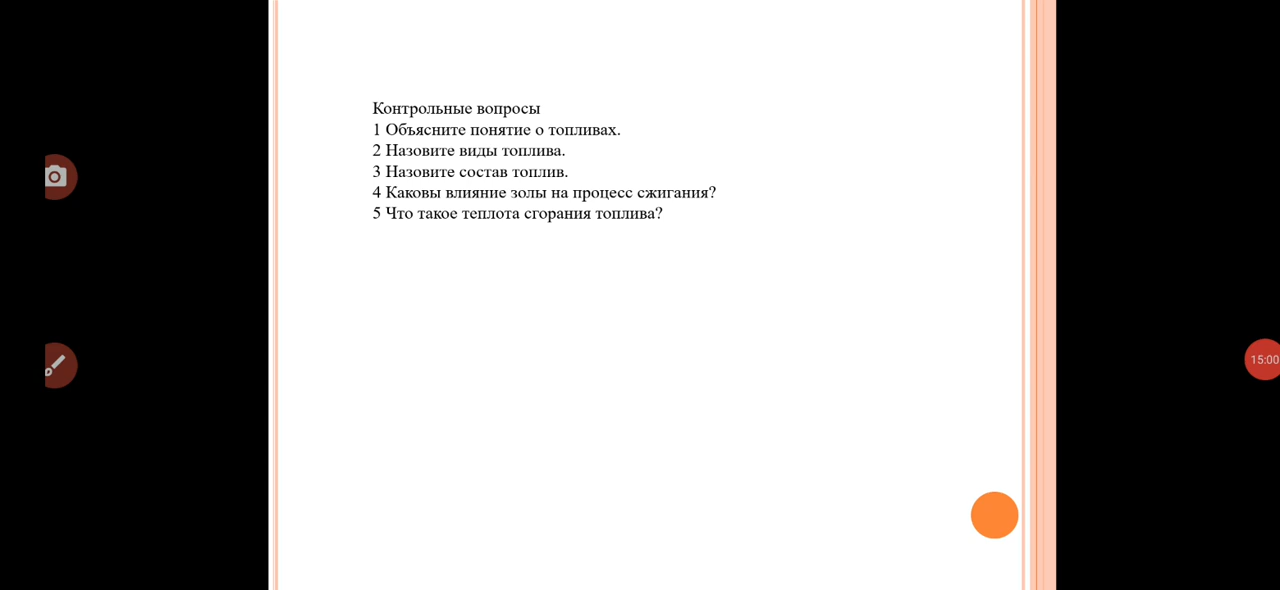 Контрольные вопросы
1 Объясните понятие о топливах.
2 Назовите виды топлива.
3 Назовите состав топлив.
4 Каковы влияние золы на процесс сжигания?
5 Что такое теплота сгорания топлива?
15:00